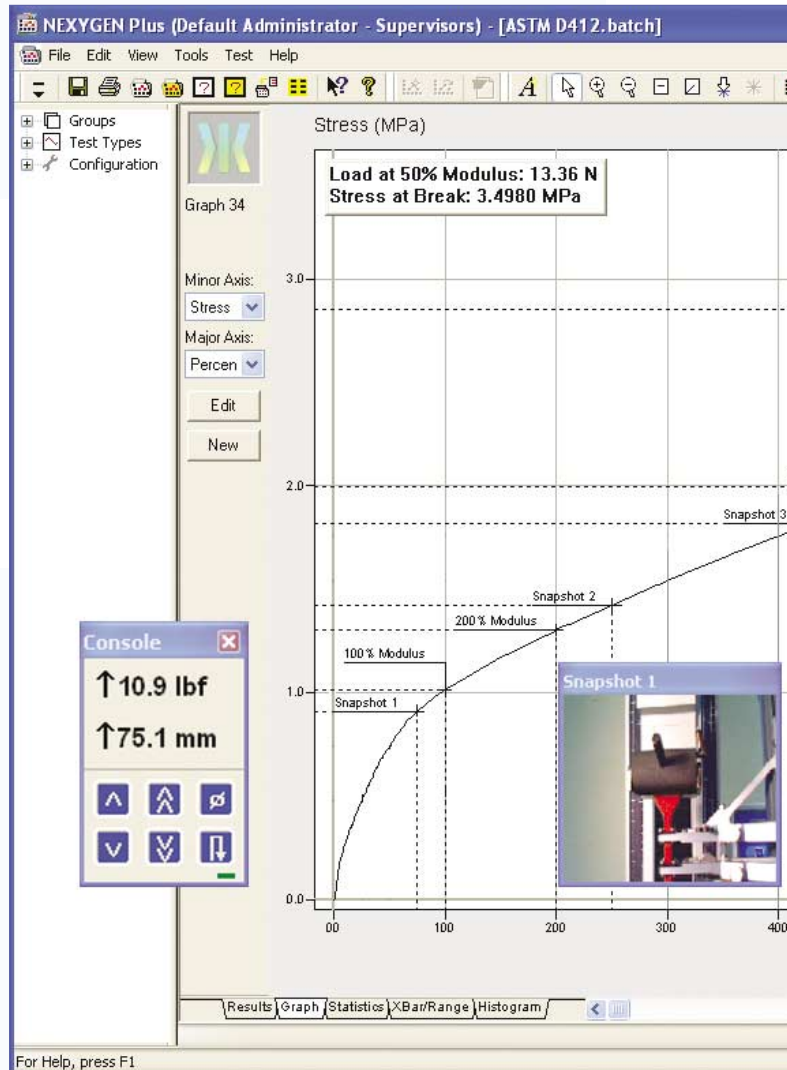 NEXYGEN Plus (Default Administrator - Supervisors) - [ASTM D412.batch]
File Edit View Tools Test Help
Groups
Test Types
Configuration
Graph 34
Minor Axis:
Stress
Major Axis:
Percen
Edit
New
Stress (MPa)
Load at 50% Modulus: 13.36 N
Stress at Break: 3.4980 MPa
3.0
2.0
Snapshot 3
Snapshot 2
200% Modulus
100% Modulus
1.0
Snapshot 1
0.0
00 100 200 300 400
Console
↑10.9 lbf
↑75.1 mm
Snapshot 1
Results Graph Statistics XBar/Range Histogram
For Help, press F1